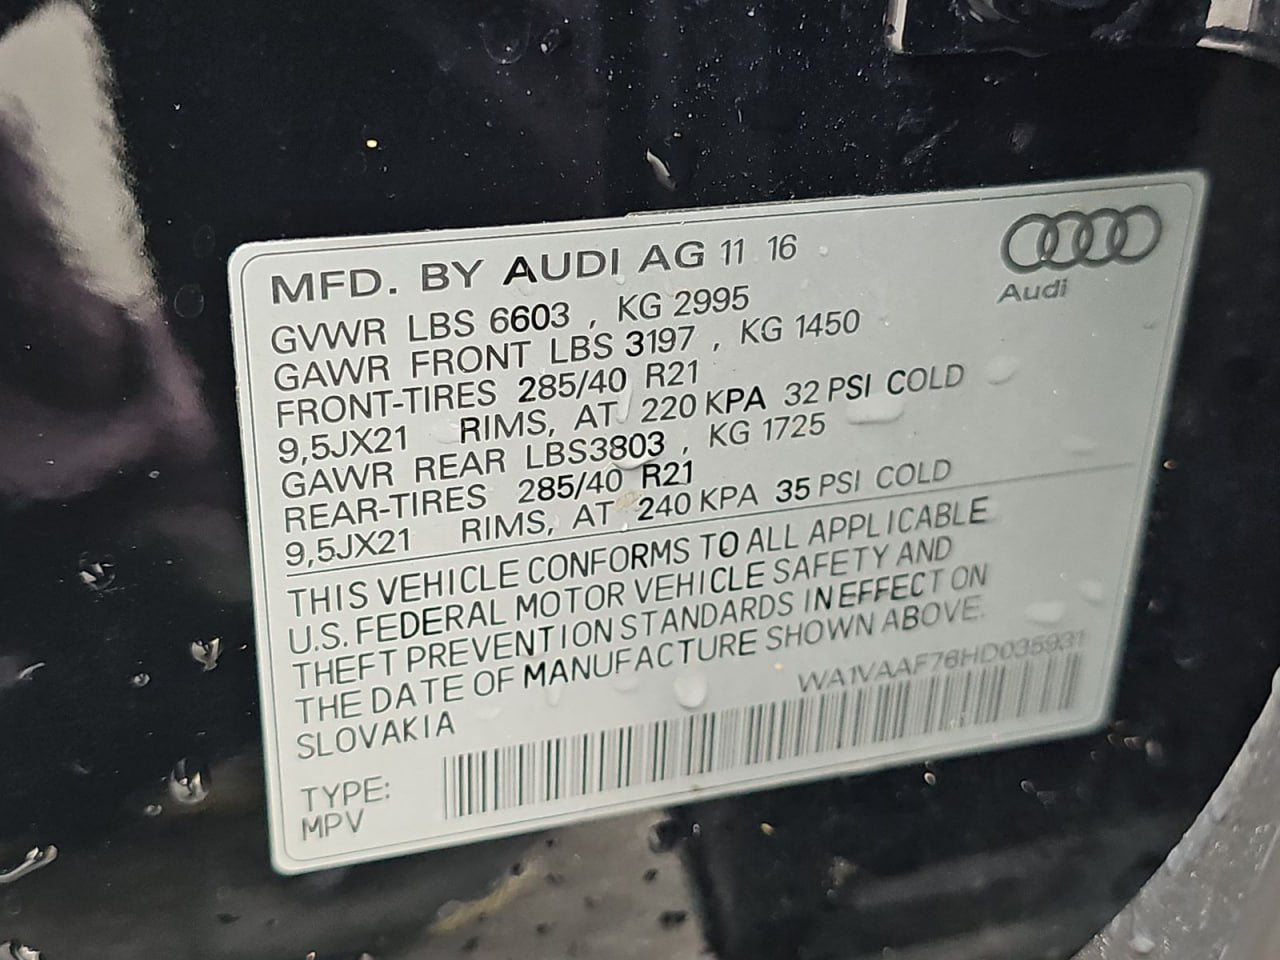 MFD. BY AUDI AG 11 16
Audi
GVWR LBS 6603 , KG 2995
GAWR FRONT LBS 3197 , KG 1450
FRONT-TIRES 285/40 R21
9,5JX21 RIMS, AT 220 KPA 32 PSI COLD
GAWR REAR LBS3803 , KG 1725
REAR-TIRES 285/40 R21
9,5JX21 RIMS, AT 240 KPA 35 PSI COLD
THIS VEHICLE CONFORMS TO ALL APPLICABLE
U.S. FEDERAL MOTOR VEHICLE SAFETY AND
THEFT PREVENTION STANDARDS IN EFFECT ON
THE DATE OF MANUFACTURE SHOWN ABOVE.
SLOVAKIA
WA1VAAF76HD035931
TYPE:
MPV